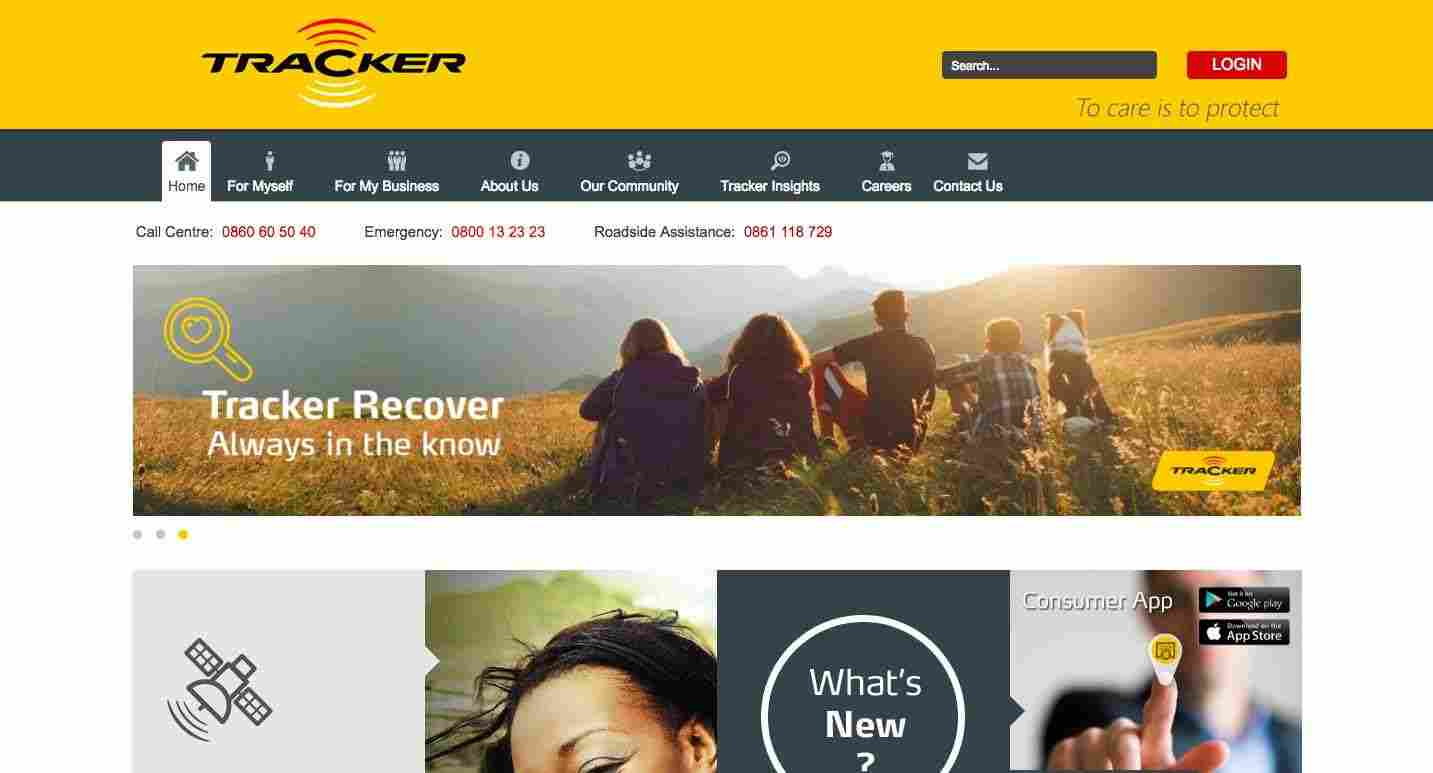 TRACKER
Search...
LOGIN
To care is to protect
Home
For Myself
For My Business
About Us
Our Community
Tracker Insights
Careers
Contact Us
Call Centre: 0860 60 50 40
Emergency: 0800 13 23 23
Roadside Assistance: 0861 118 729
Tracker Recover
Always in the know
TRACKER
What's
New
?
Consumer App
Get it on
Google play
Download on the
App Store